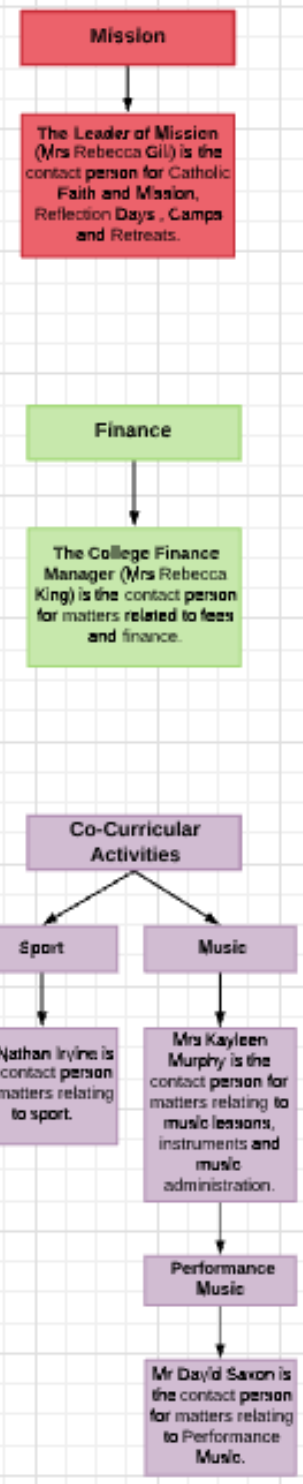 Mission
The Leader of Mission
(Mrs Rebecca Gill) is the
contact person for Catholic
Faith and Mission,
Reflection Days , Camps
and Retreats.
Finance
The College Finance
Manager (Mrs Rebecca
King) is the contact person
for matters related to fees
and finance.
Co-Curricular
Activities
Sport
Nathan Irvine is
contact person
matters relating
to sport.
Music
Mrs Kayleen
Murphy is the
contact person for
matters relating to
music lessons,
instruments and
music
administration.
Performance
Music
Mr David Saxon is
the contact person
for matters relating
to Performance
Music.